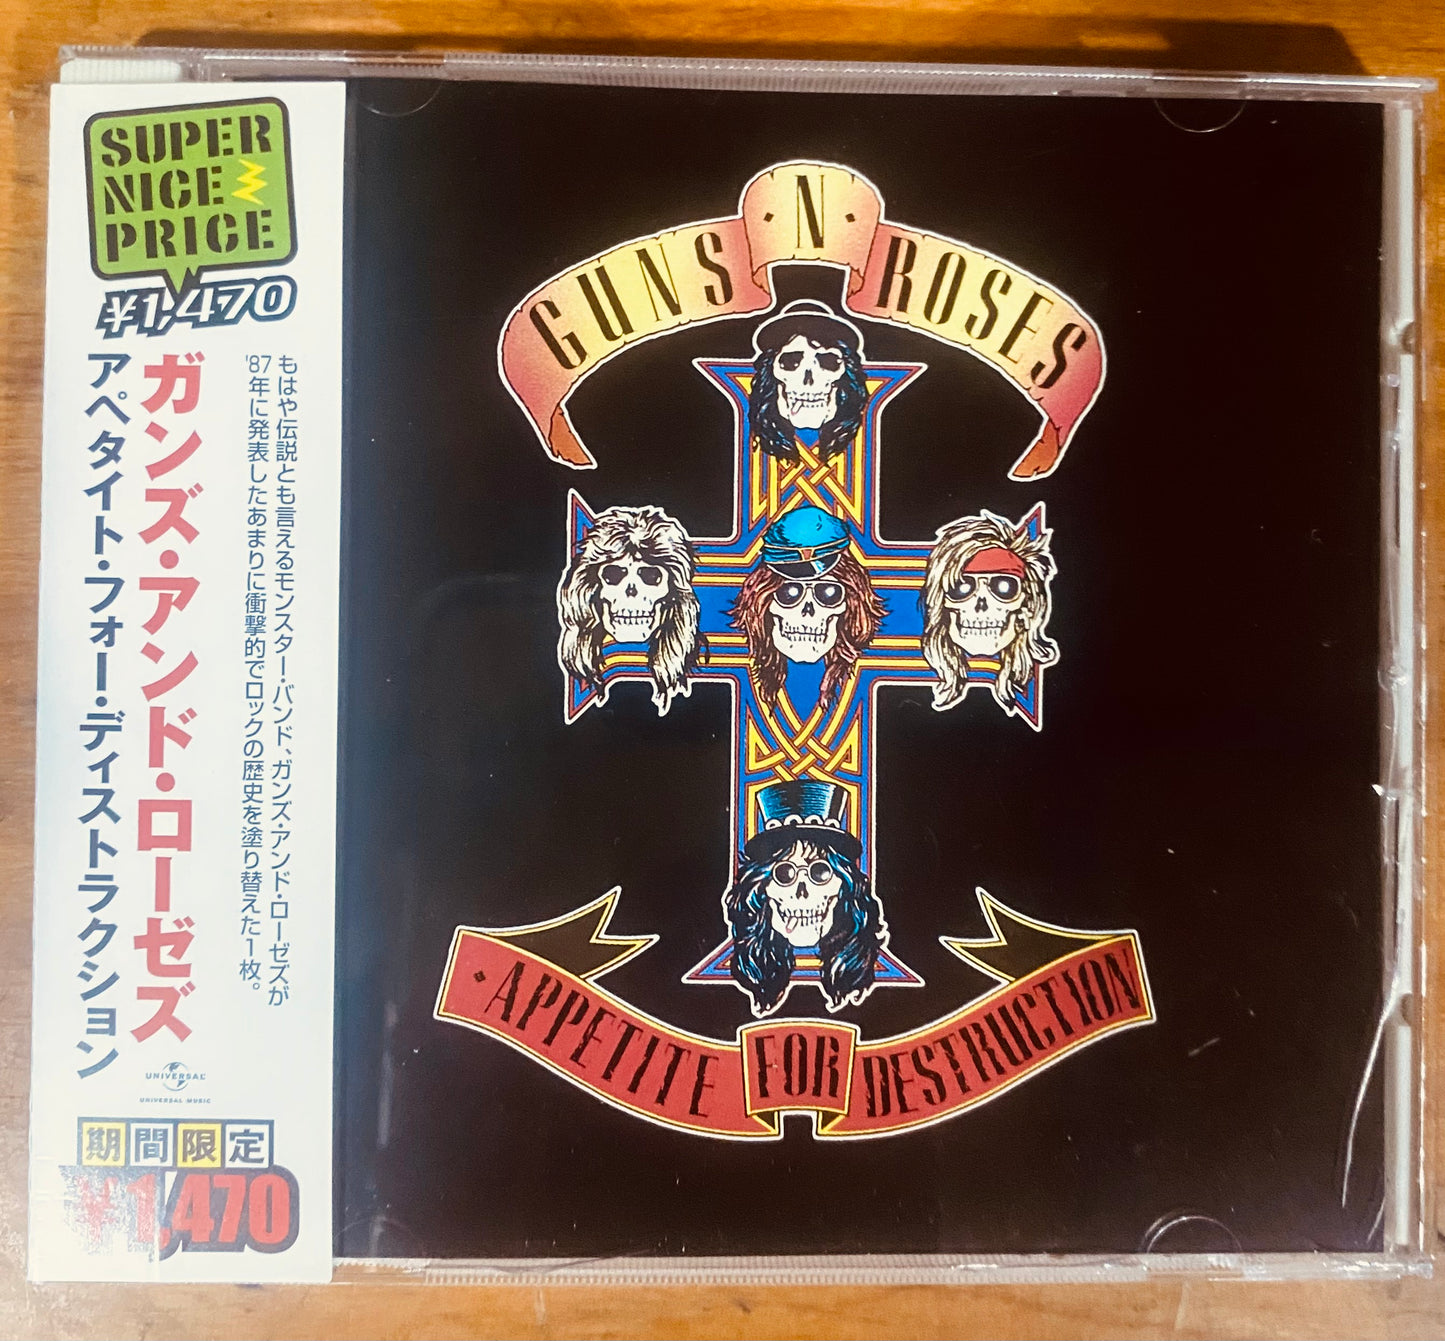 SUPER
NICE
PRICE
¥1,470
もはや伝説とも言えるモンスター・バンド、ガンズ・アンド・ローゼズが
'87年に発表したあまりに衝撃的でロックの歴史を塗り替えた1枚。
ガンズ・アンド・ローゼズ
アペタイト・フォー・ディストラクション
UNIVERSAL
UNIVERSAL MUSIC
期間限定
¥1,470
GUNS·N·ROSES
·APPETITE FOR DESTRUCTION